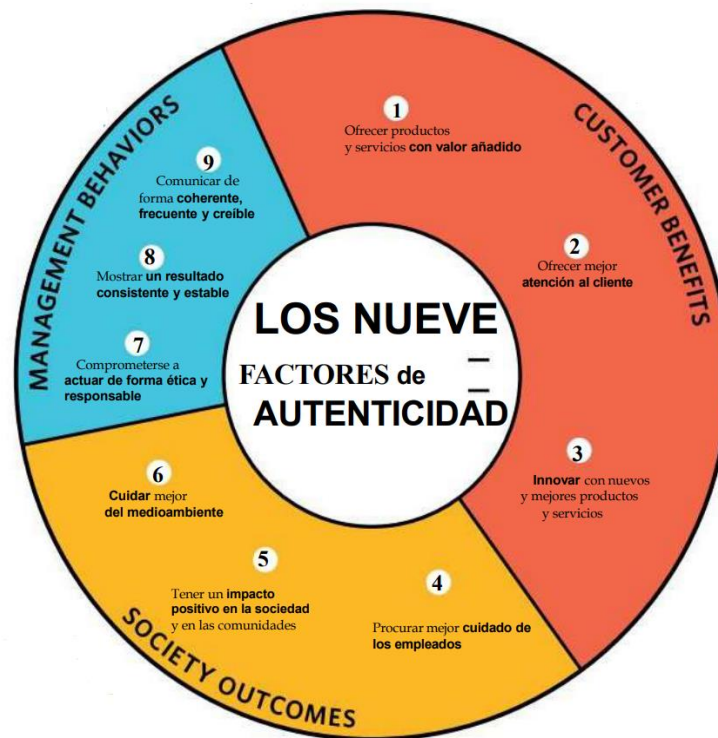 LOS NUEVE
FACTORES de
AUTENTICIDAD
CUSTOMER BENEFITS
1
Ofrecer productos
y servicios con valor añadido
2
Ofrecer mejor
atención al cliente
3
Innovar con nuevos
y mejores productos
y servicios
SOCIETY OUTCOMES
4
Procurar mejor cuidado de
los empleados
5
Tener un impacto
positivo en la sociedad
y en las comunidades
6
Cuidar mejor
del medioambiente
MANAGEMENT BEHAVIORS
7
Comprometerse a
actuar de forma ética y
responsable
8
Mostrar un resultado
consistente y estable
9
Comunicar de
forma coherente,
frecuente y creíble